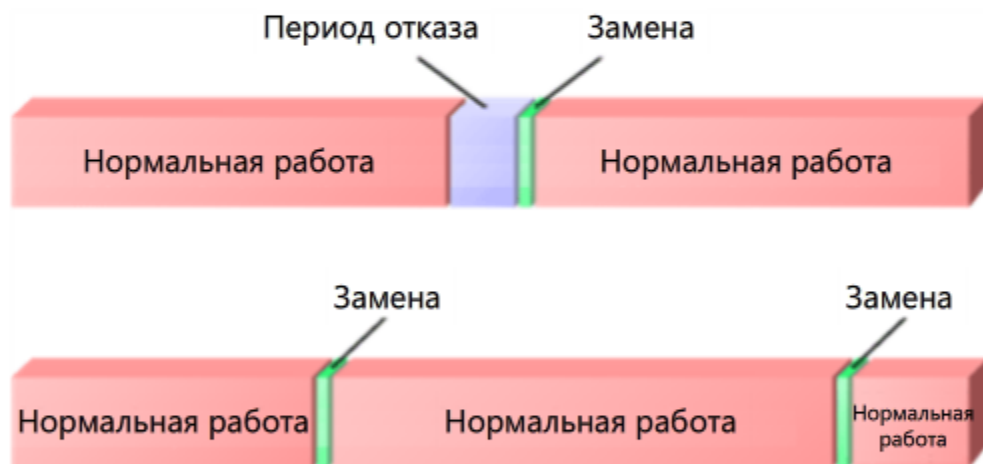 Период отказа
Замена
Нормальная работа
Нормальная работа
Замена
Замена
Нормальная работа
Нормальная работа
Нормальная
работа